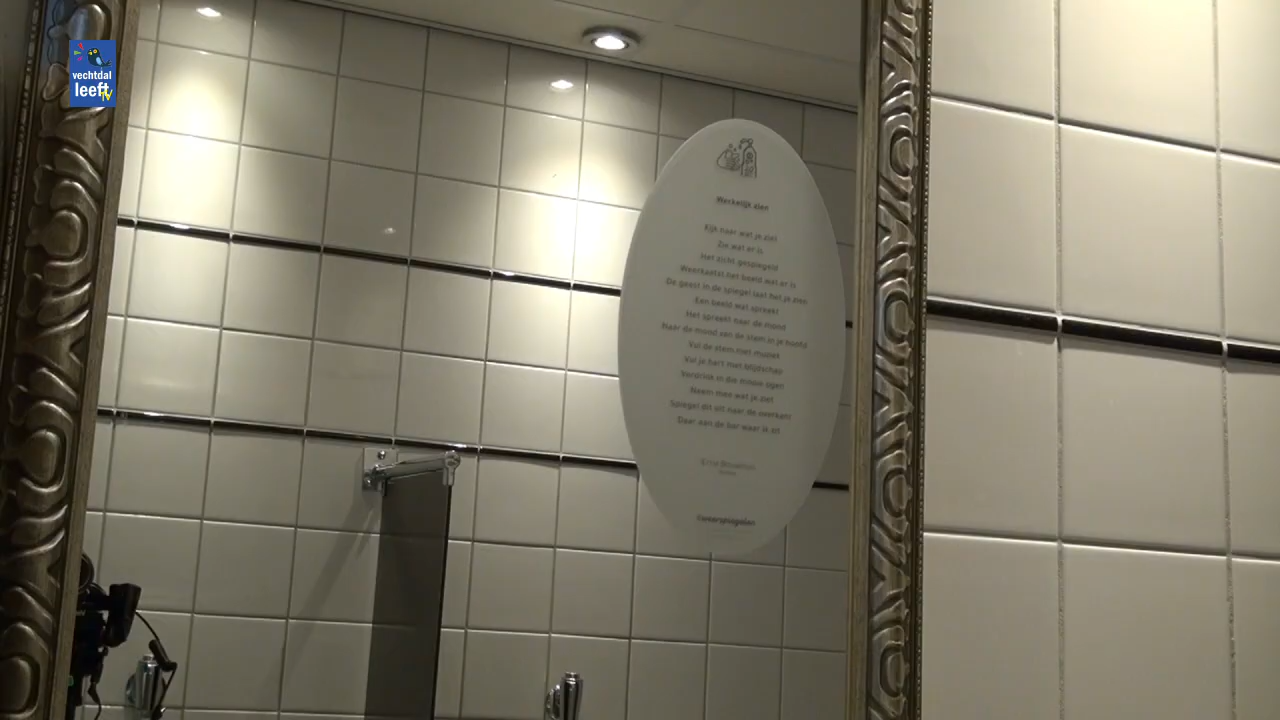 vechtdal
leeft
TV
Werkelijk zien
Kijk naar wat je ziet
Zie wat er is
Het zicht gespiegeld
Weerkaatst het beeld wat er is
De geest in de spiegel laat het je zien
Een beeld wat spreekt
Het spreekt naar de mond
Naar de mond van de stem in je hoofd
Vul de stem met muziek
Vul je hart met blijdschap
Verstrik in die mooie ogen
Neem mee wat je ziet
Spiegel dit alt naar de overkant
Daar aan de bar waar ik zit
#weerspiegelen